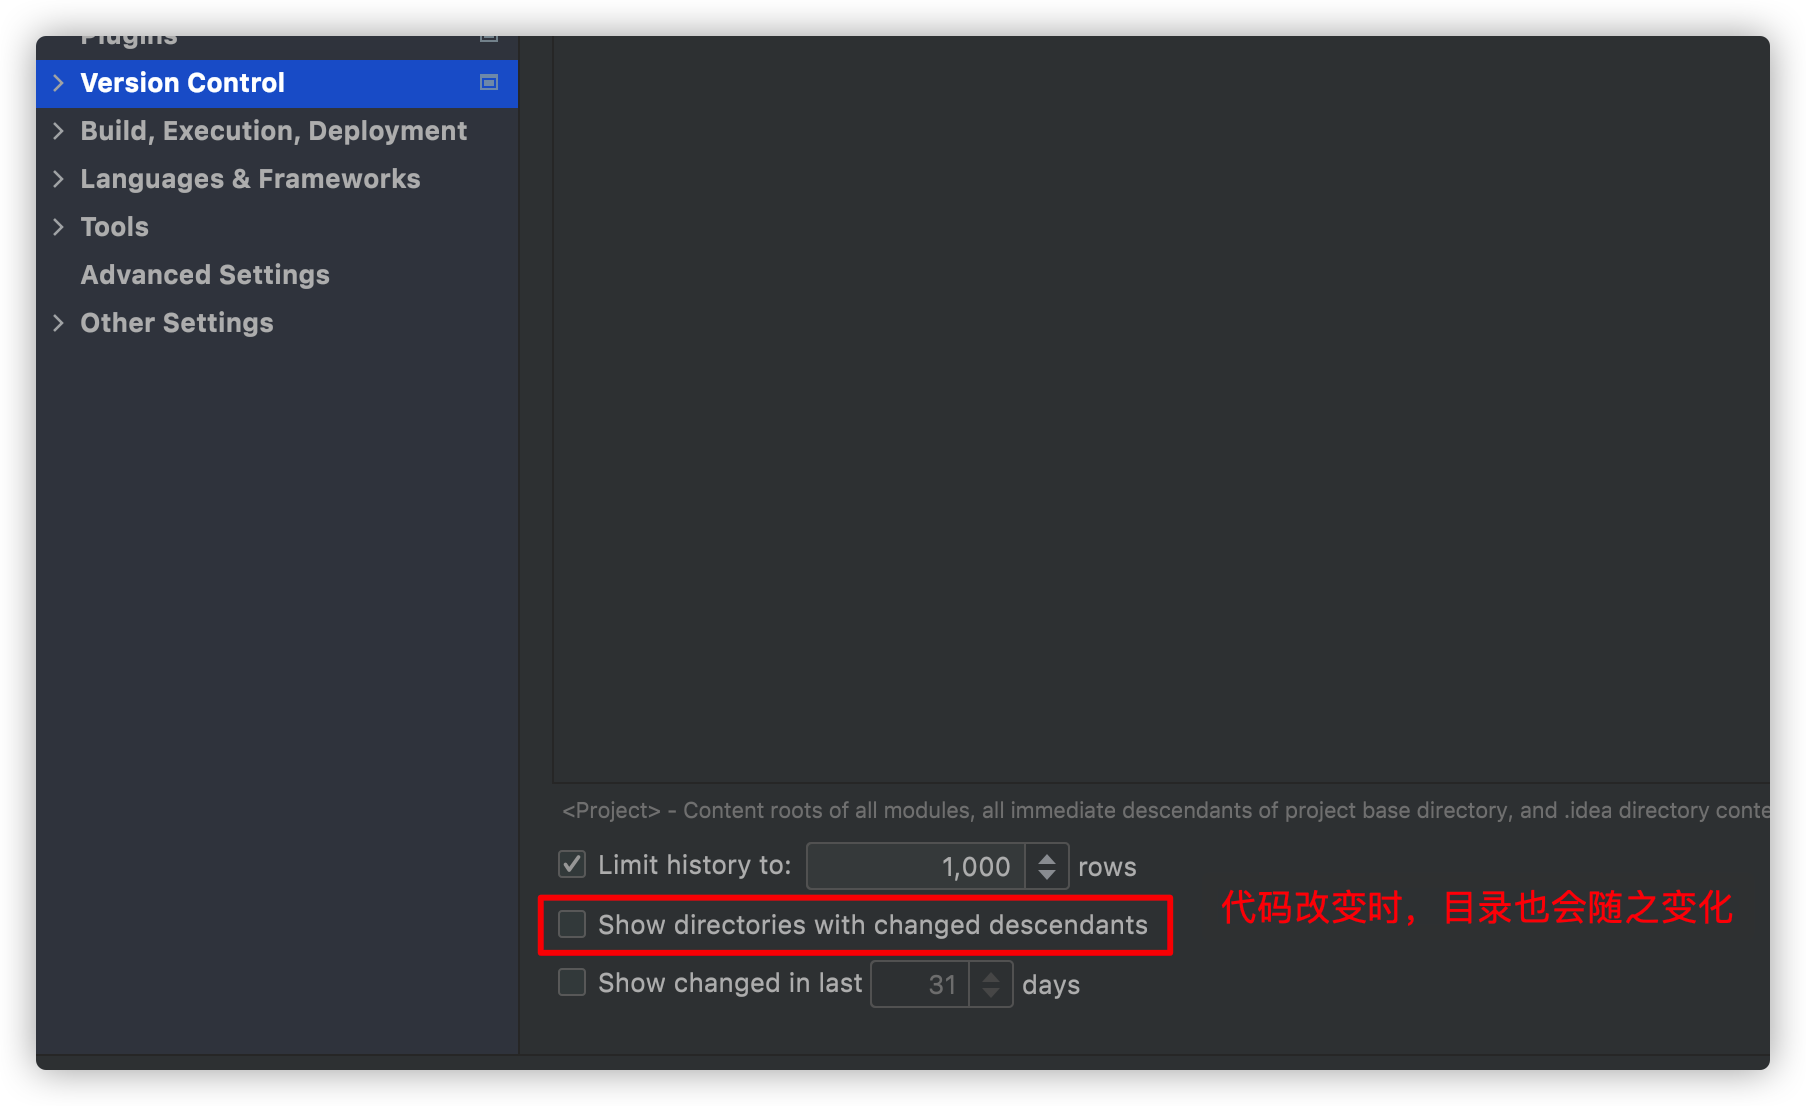 Plugins
Version Control
Build, Execution, Deployment
Languages & Frameworks
Tools
Advanced Settings
Other Settings
<Project> - Content roots of all modules, all immediate descendants of project base directory, and .idea directory conte
Limit history to: 1,000 rows
Show directories with changed descendants
代码改变时，目录也会随之变化
Show changed in last 31 days